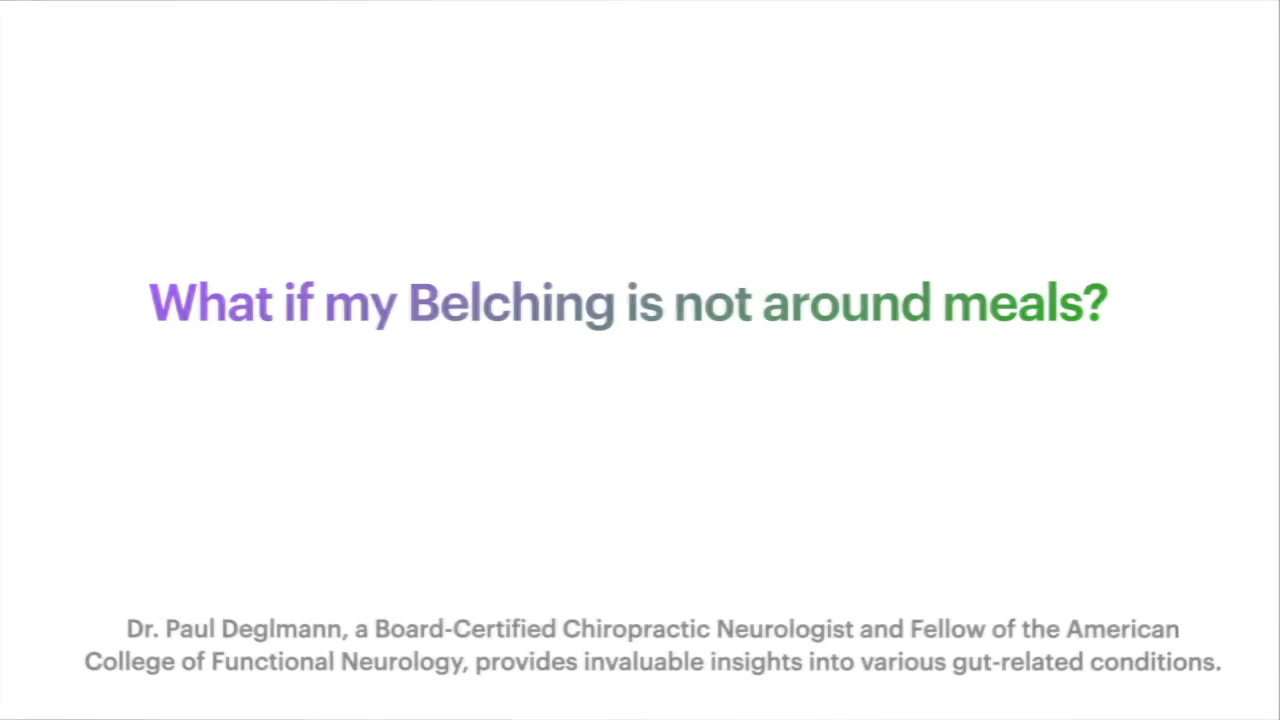 What if my Belching is not around meals?
Dr. Paul Deglmann, a Board-Certified Chiropractic Neurologist and Fellow of the American
College of Functional Neurology, provides invaluable insights into various gut-related conditions.